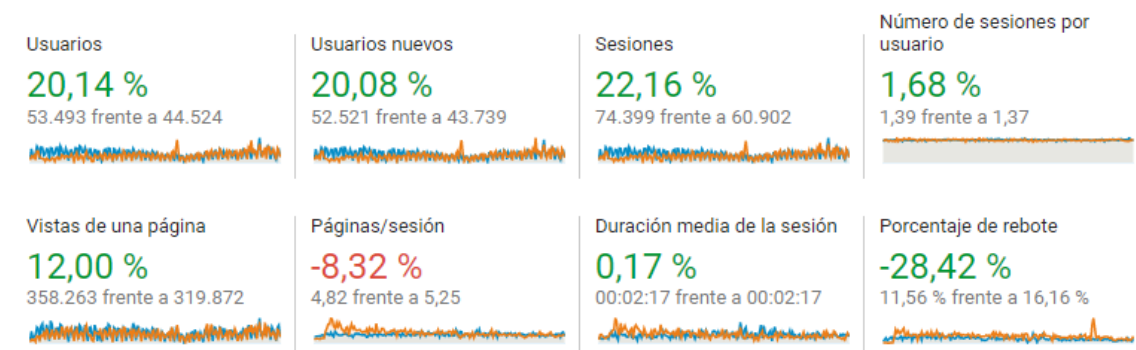 Usuarios
20,14 %
53.493 frente a 44.524
Usuarios nuevos
20,08 %
52.521 frente a 43.739
Sesiones
22,16 %
74.399 frente a 60.902
Número de sesiones por
usuario
1,68 %
1,39 frente a 1,37
Vistas de una página
12,00 %
358.263 frente a 319.872
Páginas/sesión
-8,32 %
4,82 frente a 5,25
Duración media de la sesión
0,17 %
00:02:17 frente a 00:02:17
Porcentaje de rebote
-28,42 %
11,56 % frente a 16,16 %